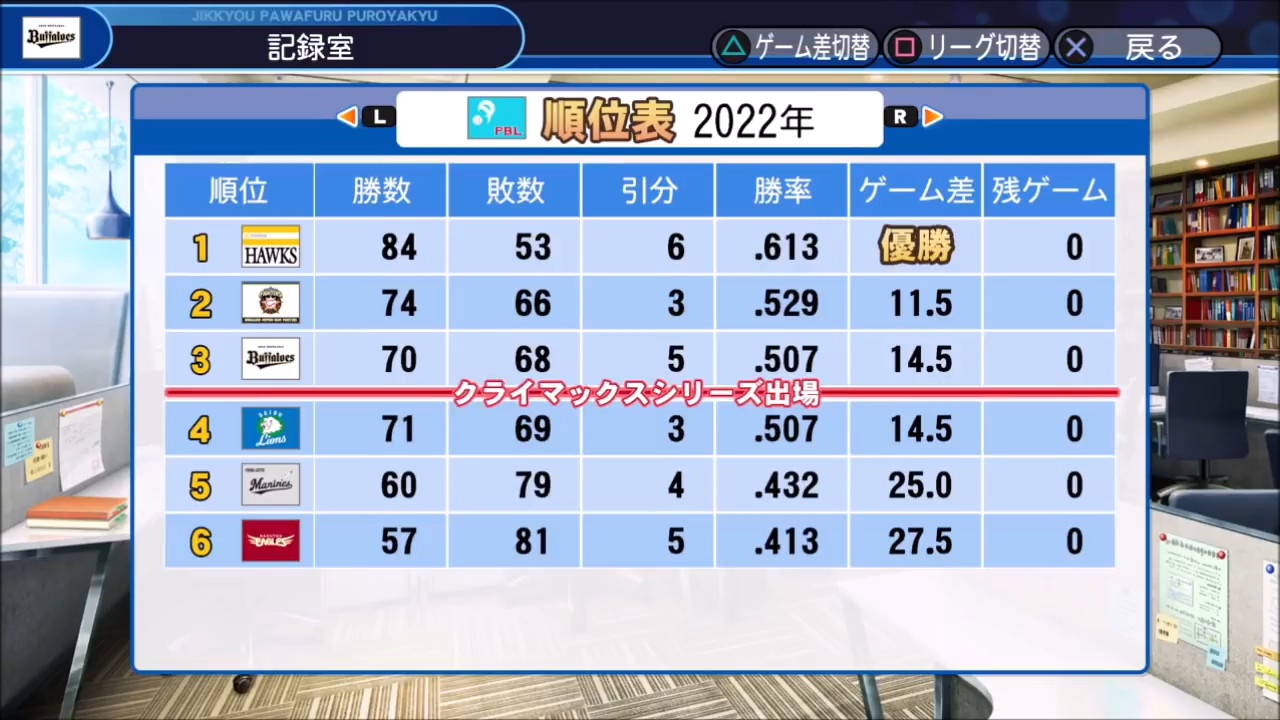 JIKKYOU PAWAFURU PUROYAKYU
Buffaloes 記録室 ゲーム差切替 リーグ切替 戻る
L PBL 順位表 2022年 R
順位 勝数 敗数 引分 勝率 ゲーム差 残ゲーム
1 HAWKS 84 53 6 .613 優勝 0
2 74 66 3 .529 11.5 0
3 Buffaloes 70 68 5 .507 14.5 0
クライマックスシリーズ出場
4 Lions 71 69 3 .507 14.5 0
5 Marines 60 79 4 .432 25.0 0
6 EAGLES 57 81 5 .413 27.5 0